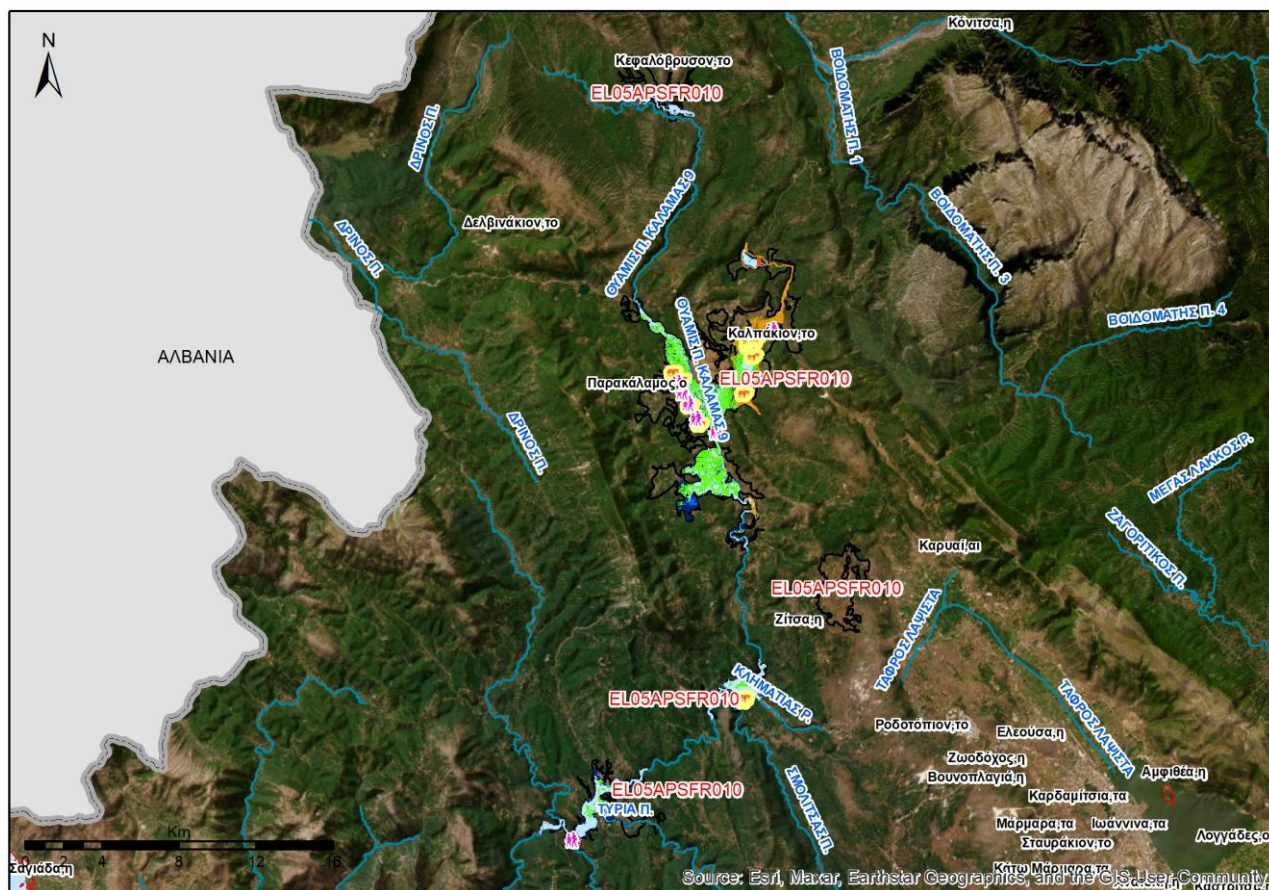 N
Κόνιτσα,η
Κεφαλόβρυσον,το
EL05APSFR010
ΒΟΙΔΟΜΑΤΗΣ Π. 1
ΔΡΙΝΟΣ Π.
ΘΥΑΜΙΣ Π. ΚΑΛΑΜΑΣ 9
Δελβινάκιον,το
ΔΡΙΝΟΣ Π.
ΒΟΙΔΟΜΑΤΗΣ Π. 3
ΒΟΙΔΟΜΑΤΗΣ Π. 4
ΑΛΒΑΝΙΑ
Καλπάκιον,το
ΘΥΑΜΙΣ Π. ΚΑΛΑΜΑΣ 9
Παρακάλαμος,ο
EL05APSFR010
ΔΡΙΝΟΣ Π.
ΜΕΓΑΣ ΛΑΚΚΟΣ Ρ.
ΖΑΓΟΡΙΤΙΚΟΣ Π.
Καρυαί,αι
EL05APSFR010
Ζίτσα,η
ΤΑΦΡΟΣ ΛΑΨΙΣΤΑ
ΚΛΗΜΑΤΙΑΣ Ρ.
EL05APSFR010
ΤΑΦΡΟΣ ΛΑΨΙΣΤΑ
Ροδοτόπιον,το
Ελεούσα,η
Ζωοδόχος,η
Αμφιθέα,η
Βουνοπλαγιά,η
EL05APSFR010
Καρδαμίτσια,τα
ΤΥΡΙΑ Π.
ΣΜΟΛΙΤΣΑΣ Π.
Μάρμαρα,τα
Ιωάννινα,τα
Λογγάδες,ο
Km
Σταυράκιον,το
0 2 4 8 12 16
Σαγιάδα,η
Κάτω Μάρμαρα,τα
Source: Esri, Maxar, Earthstar Geographics, and the GIS User Community